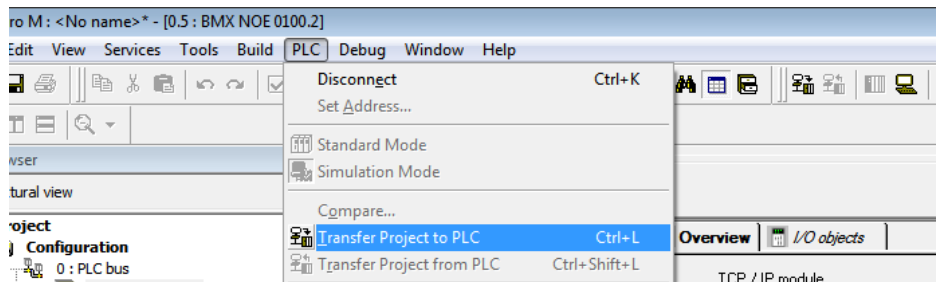 ro M : <No name>* - [0.5 : BMX NOE 0100.2]
Edit View Services Tools Build PLC Debug Window Help
Disconnect Ctrl+K
Set Address...
Standard Mode
Simulation Mode
Compare...
Transfer Project to PLC Ctrl+L
Transfer Project from PLC Ctrl+Shift+L
wser
tural view
roject
Configuration
0 : PLC bus
Overview I/O objects
TCP / IP module